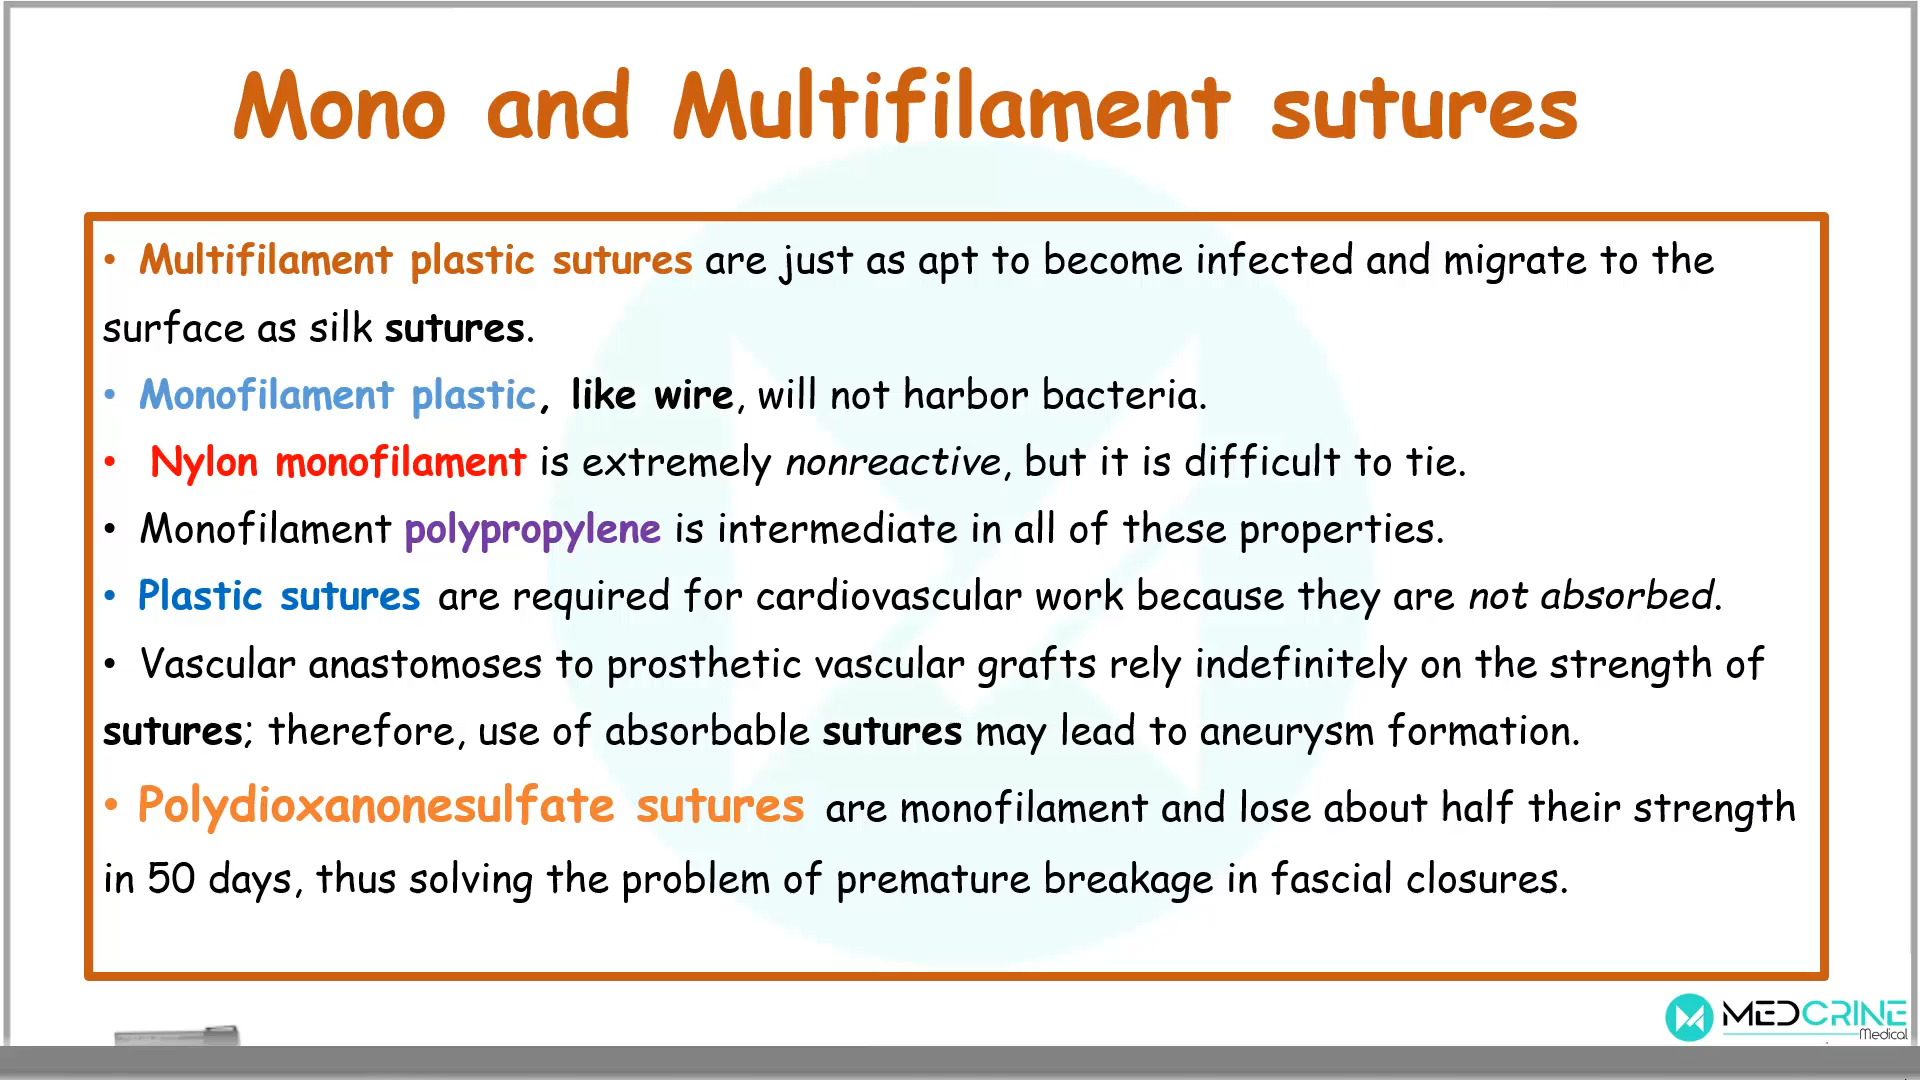 Mono and Multifilament sutures
• Multifilament plastic sutures are just as apt to become infected and migrate to the
surface as silk sutures.
• Monofilament plastic, like wire, will not harbor bacteria.
• Nylon monofilament is extremely nonreactive, but it is difficult to tie.
• Monofilament polypropylene is intermediate in all of these properties.
• Plastic sutures are required for cardiovascular work because they are not absorbed.
• Vascular anastomoses to prosthetic vascular grafts rely indefinitely on the strength of
sutures; therefore, use of absorbable sutures may lead to aneurysm formation.
• Polydioxanonesulfate sutures are monofilament and lose about half their strength
in 50 days, thus solving the problem of premature breakage in fascial closures.
MEDCRINE
Medical